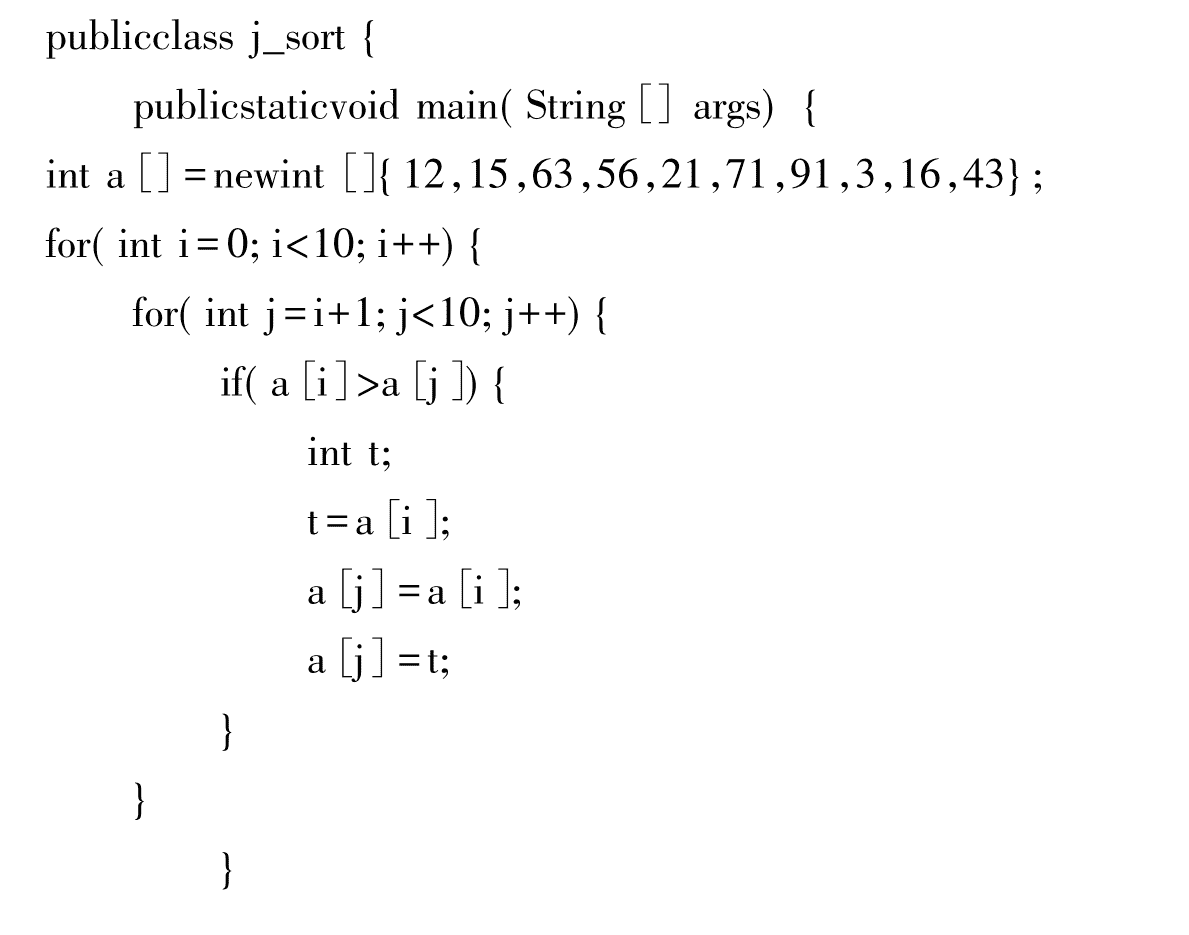 publicclass j_sort {
publicstaticvoid main( String [] args) {
int a [] =newint []{ 12,15,63,56,21,71,91,3,16,43} ;
for( int i=0; i<10; i++) {
for( int j=i+1; j<10; j++) {
if( a [i]>a [j ]) {
int t;
t=a [i ];
a [j] =a [i ];
a [j] =t;
}
}
}